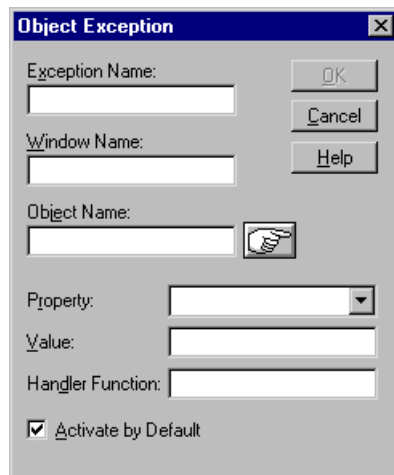 Object Exception
Exception Name:
OK
Cancel
Window Name:
Help
Object Name:
Property:
Value:
Handler Function:
Activate by Default